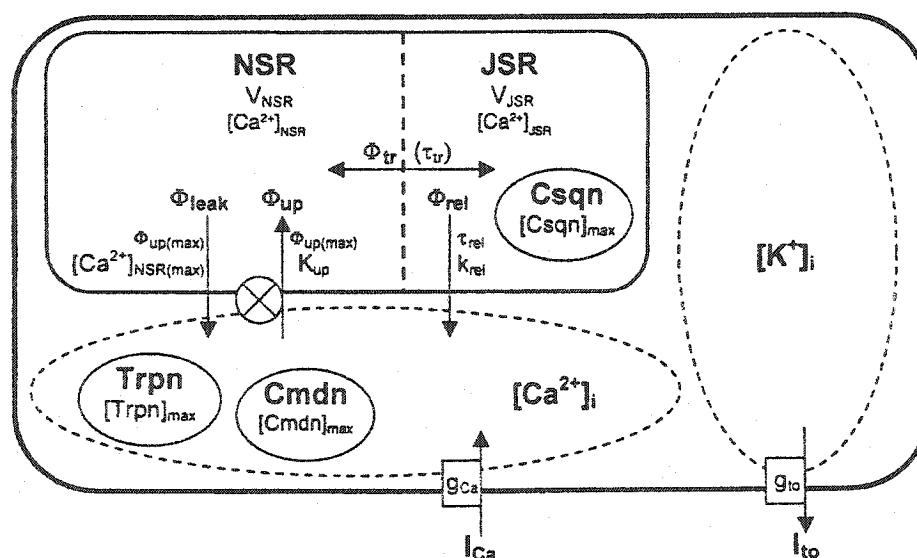 NSR
V_NSR
[Ca²⁺]_NSR
JSR
V_JSR
[Ca²⁺]_JSR
Φ_tr (τ_tr)
Φ_leak
Φ_up
Φ_rel
Csqn
[Csqn]_max
Φ_up(max)
[Ca²⁺]_NSR(max)
Φ_up(max)
K_up
τ_rel
k_rel
[K⁺]_i
Trpn
[Trpn]_max
Cmdn
[Cmdn]_max
[Ca²⁺]_i
g_Ca
g_to
I_Ca
I_to